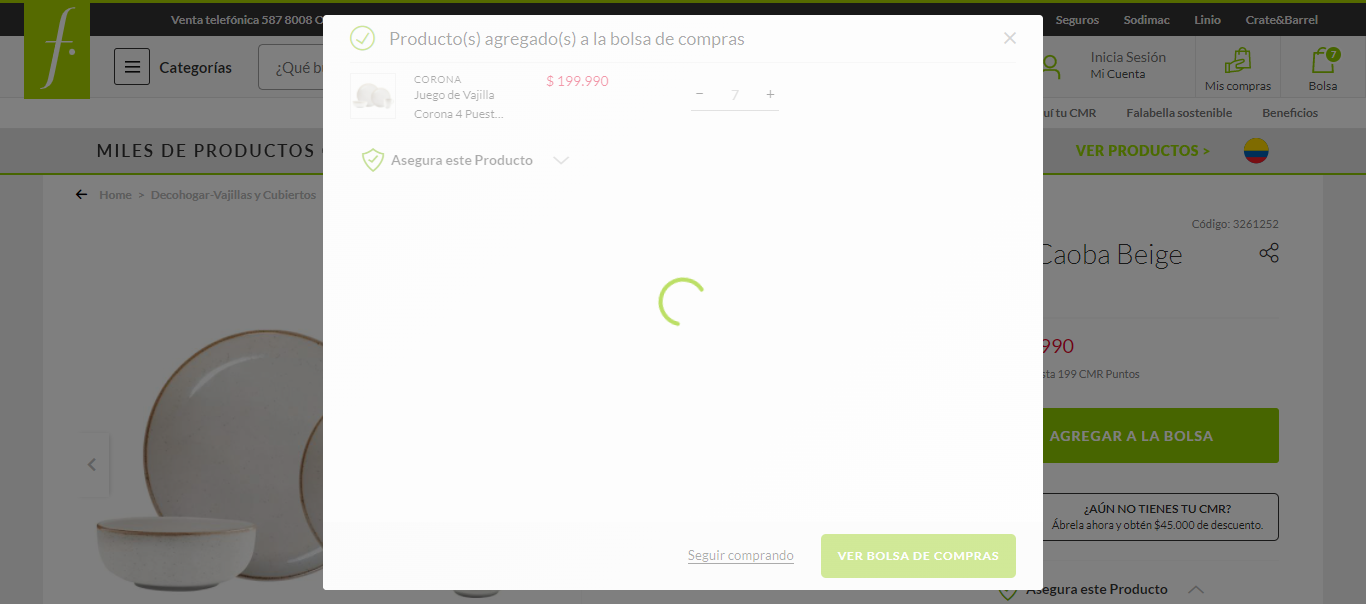 Venta telefónica 587 8008 O
Seguros
Sodimac
Linio
Crate&Barrel
f.
Categorías
¿Qué bu
Inicia Sesión
Mi Cuenta
Mis compras
7
Bolsa
uí tu CMR
Falabella sostenible
Beneficios
MILES DE PRODUCTOS
VER PRODUCTOS >
Home > Decohogar-Vajillas y Cubiertos
Producto(s) agregado(s) a la bolsa de compras
CORONA
Juego de Vajilla
Corona 4 Puest...
$ 199.990
− 7 +
Asegura este Producto
Seguir comprando
VER BOLSA DE COMPRAS
Código: 3261252
Caoba Beige
990
sta 199 CMR Puntos
AGREGAR A LA BOLSA
¿AÚN NO TIENES TU CMR?
Ábrela ahora y obtén $45.000 de descuento.
Asegura este Producto